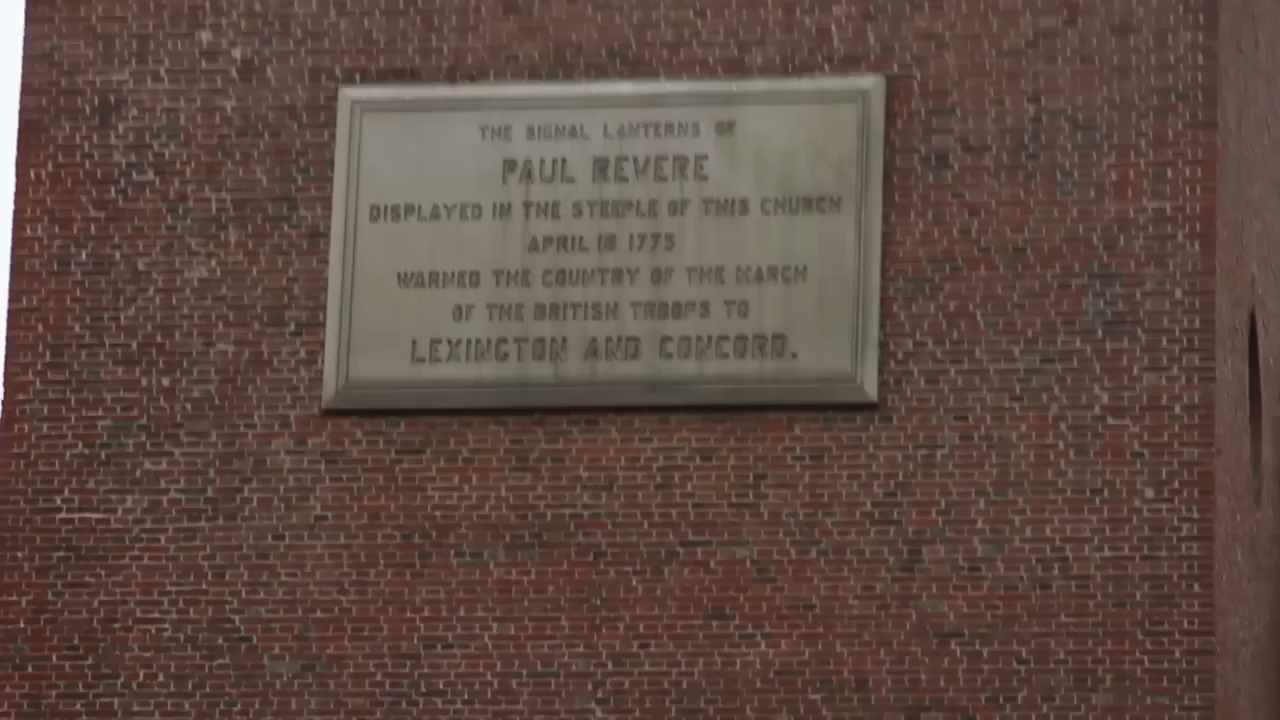 THE SIGNAL LANTERNS OF
PAUL REVERE
DISPLAYED IN THE STEEPLE OF THIS CHURCH
APRIL 18 1775
WARNED THE COUNTRY OF THE MARCH
OF THE BRITISH TROOPS TO
LEXINGTON AND CONCORD.